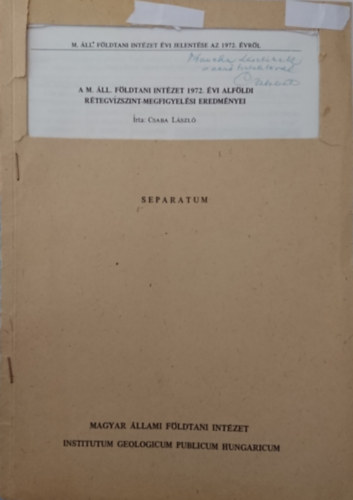 M. ÁLL. FÖLDTANI INTÉZET ÉVI JELENTÉSE AZ 1972. ÉVRŐL
A M. ÁLL. FÖLDTANI INTÉZET 1972. ÉVI ALFÖLDI
RÉTEGVÍZSZINT-MEGFIGYELÉSI EREDMÉNYEI
Írta: CSABA LÁSZLÓ
SEPARATUM
MAGYAR ÁLLAMI FÖLDTANI INTÉZET
INSTITUTUM GEOLOGICUM PUBLICUM HUNGARICUM